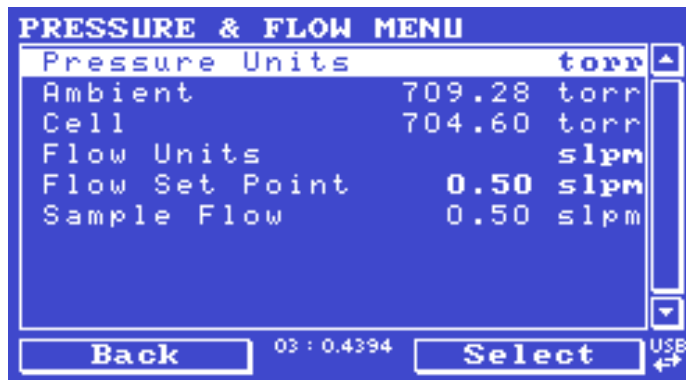 PRESSURE & FLOW MENU
Pressure Units torr
Ambient 709.28 torr
Cell 704.60 torr
Flow Units slpm
Flow Set Point 0.50 slpm
Sample Flow 0.50 slpm
Back O3 : 0.4394 Select USB